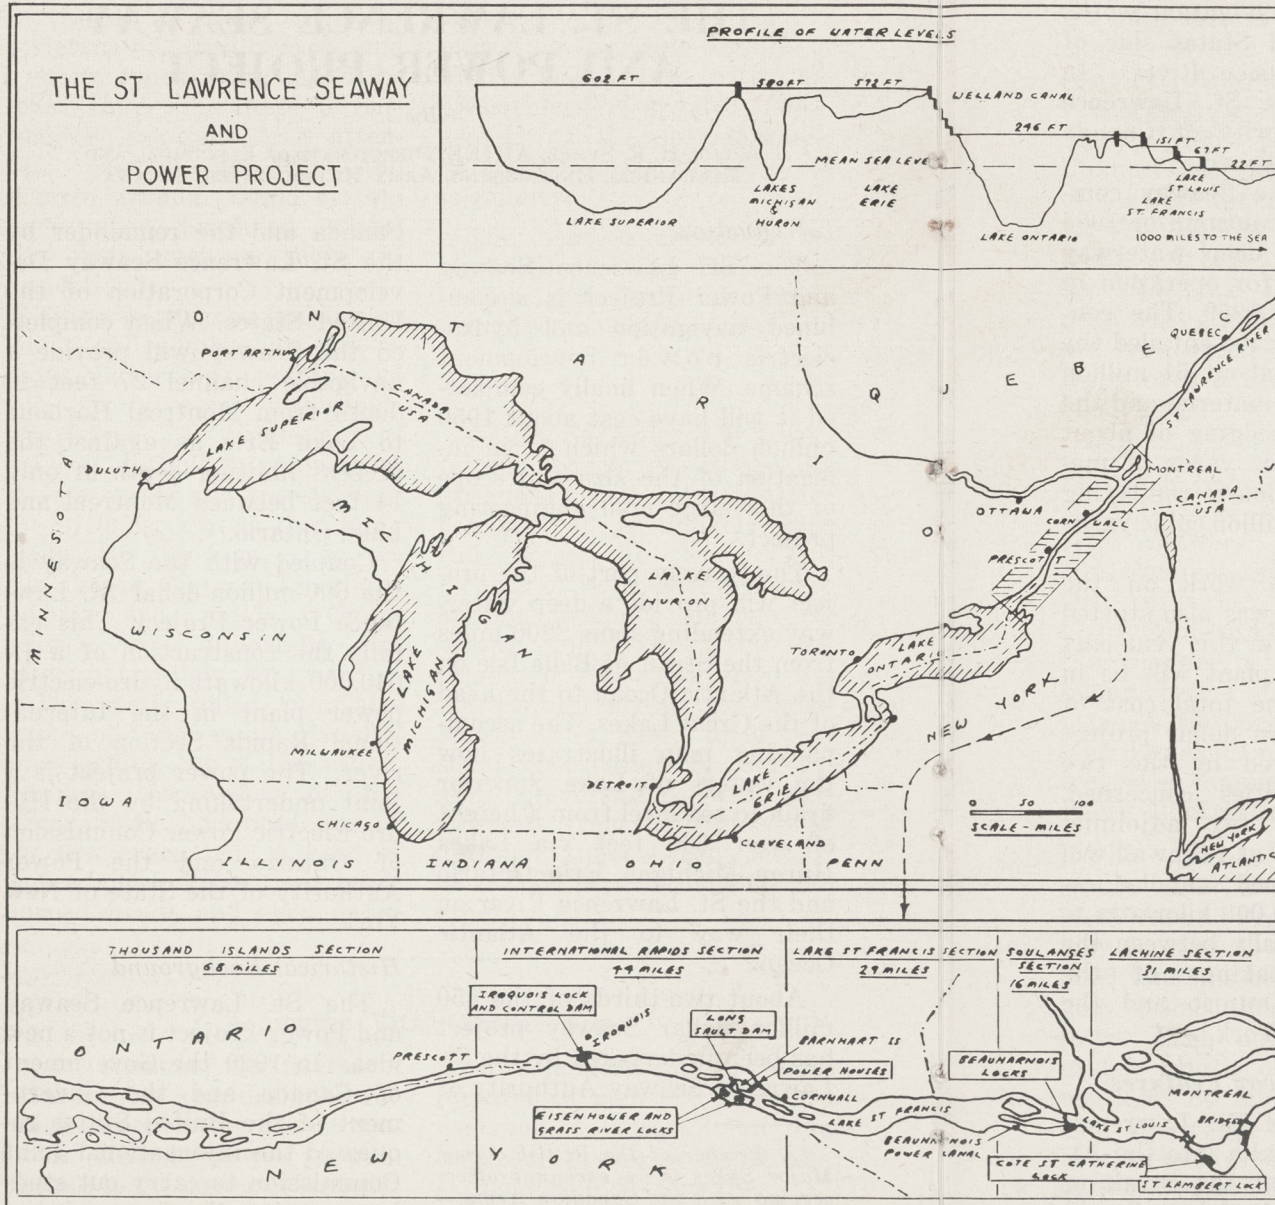 THE ST LAWRENCE SEAWAY
AND
POWER PROJECT
PROFILE OF WATER LEVELS
602 FT
580 FT
572 FT
WELLAND CANAL
246 FT
151 FT
67 FT
22 FT
MEAN SEA LEVEL
LAKE SUPERIOR
LAKES
MICHIGAN
&
HURON
LAKE
ERIE
LAKE ONTARIO
LAKE
ST LOUIS
LAKE
ST FRANCIS
1000 MILES TO THE SEA
ONTARIO
QUEBEC
PORT ARTHUR
LAKE SUPERIOR
CANADA
USA
DULUTH
MINNESOTA
WISCONSIN
MICHIGAN
LAKE
MICHIGAN
LAKE
HURON
QUEBEC
ST LAWRENCE RIVER
MONTREAL
OTTAWA
CANADA
USA
CORNWALL
PRESCOTT
TORONTO
LAKE
ONTARIO
NEW YORK
MILWAUKEE
DETROIT
LAKE
ERIE
IOWA
CHICAGO
CLEVELAND
ILLINOIS
INDIANA
OHIO
PENN
0 50 100
SCALE - MILES
NEW YORK
ATLANTIC
THOUSAND ISLANDS SECTION
68 MILES
INTERNATIONAL RAPIDS SECTION
44 MILES
LAKE ST FRANCIS SECTION
29 MILES
SOULANGES
SECTION
16 MILES
LACHINE SECTION
31 MILES
ONTARIO
PRESCOTT
IROQUOIS LOCK
AND CONTROL DAM
IROQUOIS
LONG
SAULT DAM
BARNHART IS
POWER HOUSES
CORNWALL
EISENHOWER AND
GRASS RIVER LOCKS
LAKE ST FRANCIS
BEAUHARNOIS
LOCKS
BEAUHARNOIS
POWER CANAL
LAKE ST LOUIS
MONTREAL
BRIDGES
COTE ST CATHERINE
LOCK
ST LAMBERT LOCK
NEW YORK